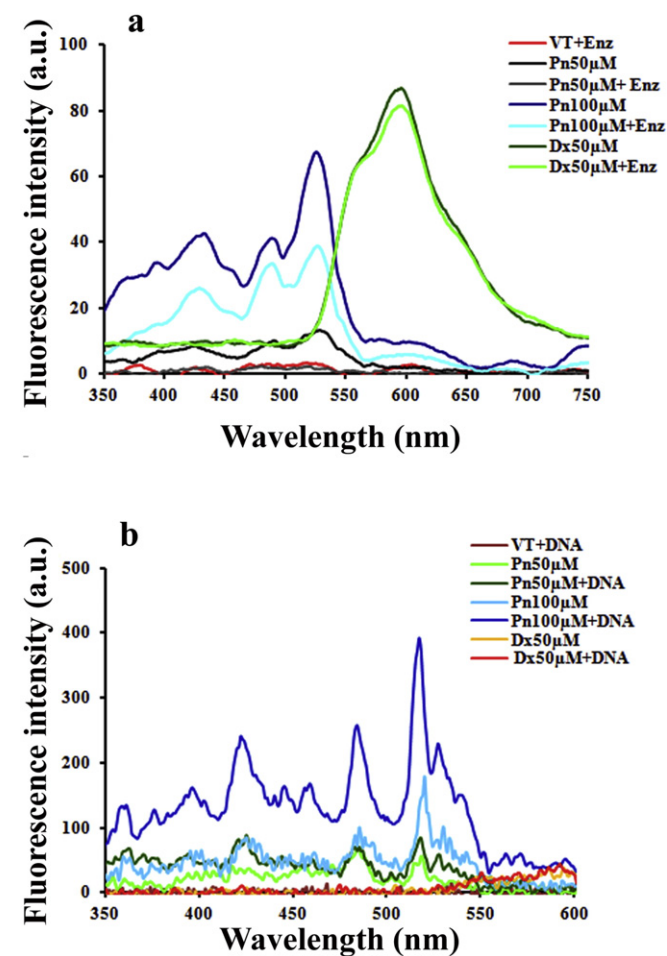 a
Fluorescence intensity (a.u.)
100
80
60
40
20
0
VT+Enz
Pn50µM
Pn50µM+ Enz
Pn100µM
Pn100µM+Enz
Dx50µM
Dx50µM+Enz
350 400 450 500 550 600 650 700 750
Wavelength (nm)
b
Fluorescence intensity (a.u.)
500
400
300
200
100
0
VT+DNA
Pn50µM
Pn50µM+DNA
Pn100µM
Pn100µM+DNA
Dx50µM
Dx50µM+DNA
350 400 450 500 550 600
Wavelength (nm)